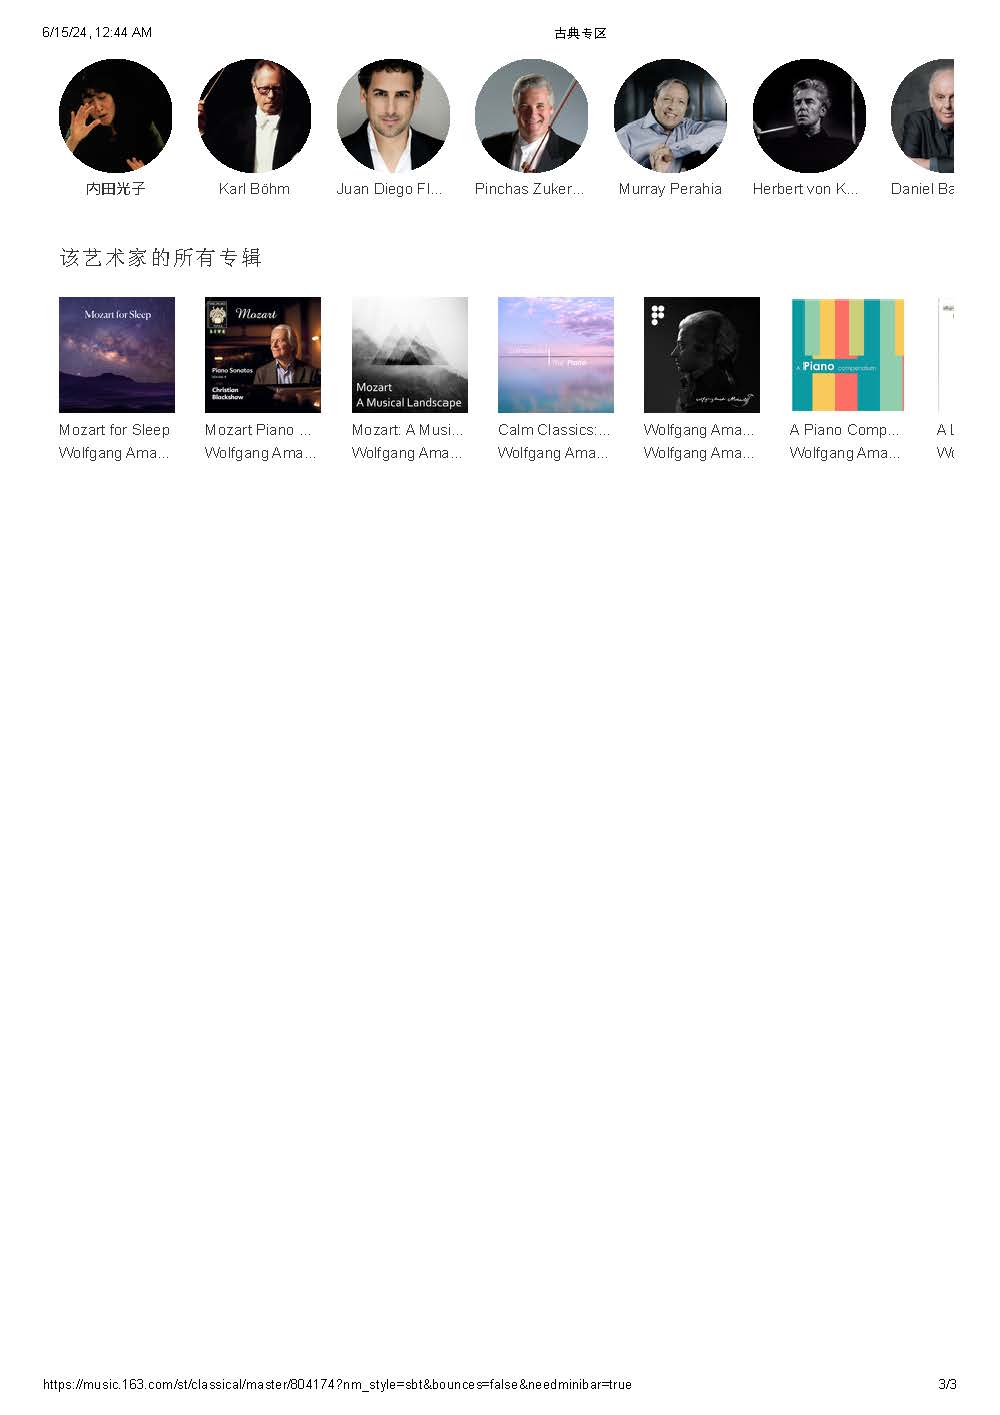 6/15/24, 12:44 AM
古典专区
内田光子
Karl Böhm
Juan Diego Fl...
Pinchas Zuker...
Murray Perahia
Herbert von K...
Daniel Ba
该艺术家的所有专辑
Mozart for Sleep
Mozart
LIVE
Piano Sonatas
Christian
Blackshaw
Mozart
A Musical Landscape
The Piano
A Piano compendium
Mozart for Sleep
Wolfgang Ama...
Mozart Piano ...
Wolfgang Ama...
Mozart: A Musi...
Wolfgang Ama...
Calm Classics:...
Wolfgang Ama...
Wolfgang Ama...
Wolfgang Ama...
A Piano Comp...
Wolfgang Ama...
A L
Wo
https://music.163.com/st/classical/master/804174?nm_style=sbt&bounces=false&needminibar=true
3/3